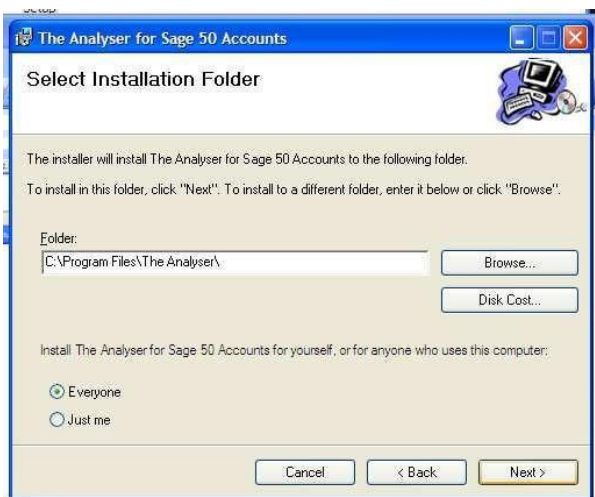 Setup
The Analyser for Sage 50 Accounts
Select Installation Folder
The installer will install The Analyser for Sage 50 Accounts to the following folder.
To install in this folder, click "Next". To install to a different folder, enter it below or click "Browse".
Folder:
C:\Program Files\The Analyser\
Browse...
Disk Cost...
Install The Analyser for Sage 50 Accounts for yourself, or for anyone who uses this computer:
Everyone
Just me
Cancel
< Back
Next >